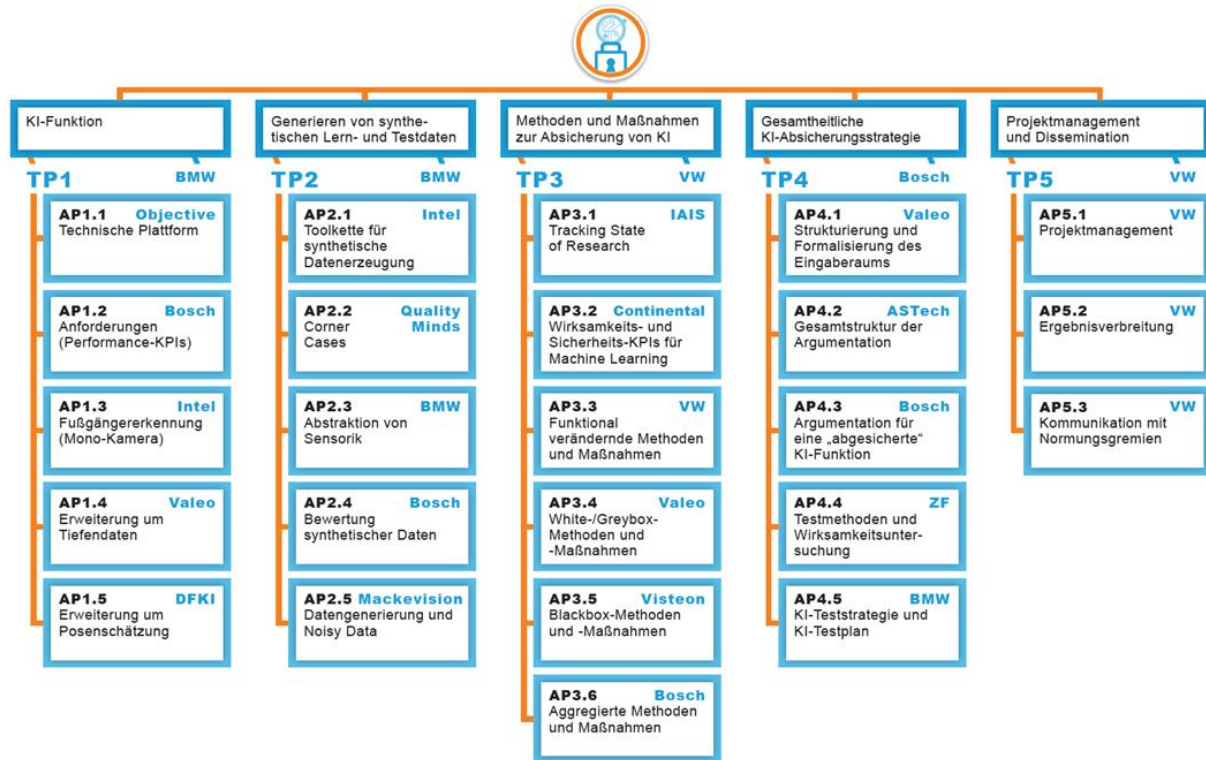 KI-Funktion
TP1 BMW
AP1.1 Objective
Technische Plattform
AP1.2 Bosch
Anforderungen
(Performance-KPIs)
AP1.3 Intel
Fußgängererkennung
(Mono-Kamera)
AP1.4 Valeo
Erweiterung um
Tiefendaten
AP1.5 DFKI
Erweiterung um
Posenschätzung
Generieren von synthe-
tischen Lern- und Testdaten
TP2 BMW
AP2.1 Intel
Toolkette für
synthetische
Datenerzeugung
AP2.2 Quality
Corner Minds
Cases
AP2.3 BMW
Abstraktion von
Sensorik
AP2.4 Bosch
Bewertung
synthetischer Daten
AP2.5 Mackevision
Datengenerierung und
Noisy Data
Methoden und Maßnahmen
zur Absicherung von KI
TP3 VW
AP3.1 IAIS
Tracking State
of Research
AP3.2 Continental
Wirksamkeits- und
Sicherheits-KPIs für
Machine Learning
AP3.3 VW
Funktional
verändernde Methoden
und Maßnahmen
AP3.4 Valeo
White-/Greybox-
Methoden und
-Maßnahmen
AP3.5 Visteon
Blackbox-Methoden
und -Maßnahmen
AP3.6 Bosch
Aggregierte Methoden
und Maßnahmen
Gesamtheitliche
KI-Absicherungsstrategie
TP4 Bosch
AP4.1 Valeo
Strukturierung und
Formalisierung des
Eingaberaums
AP4.2 ASTech
Gesamtstruktur der
Argumentation
AP4.3 Bosch
Argumentation für
eine „abgesicherte“
KI-Funktion
AP4.4 ZF
Testmethoden und
Wirksamkeitsunter-
suchung
AP4.5 BMW
KI-Teststrategie und
KI-Testplan
Projektmanagement
und Dissemination
TP5 VW
AP5.1 VW
Projektmanagement
AP5.2 VW
Ergebnisverbreitung
AP5.3 VW
Kommunikation mit
Normungsgremien